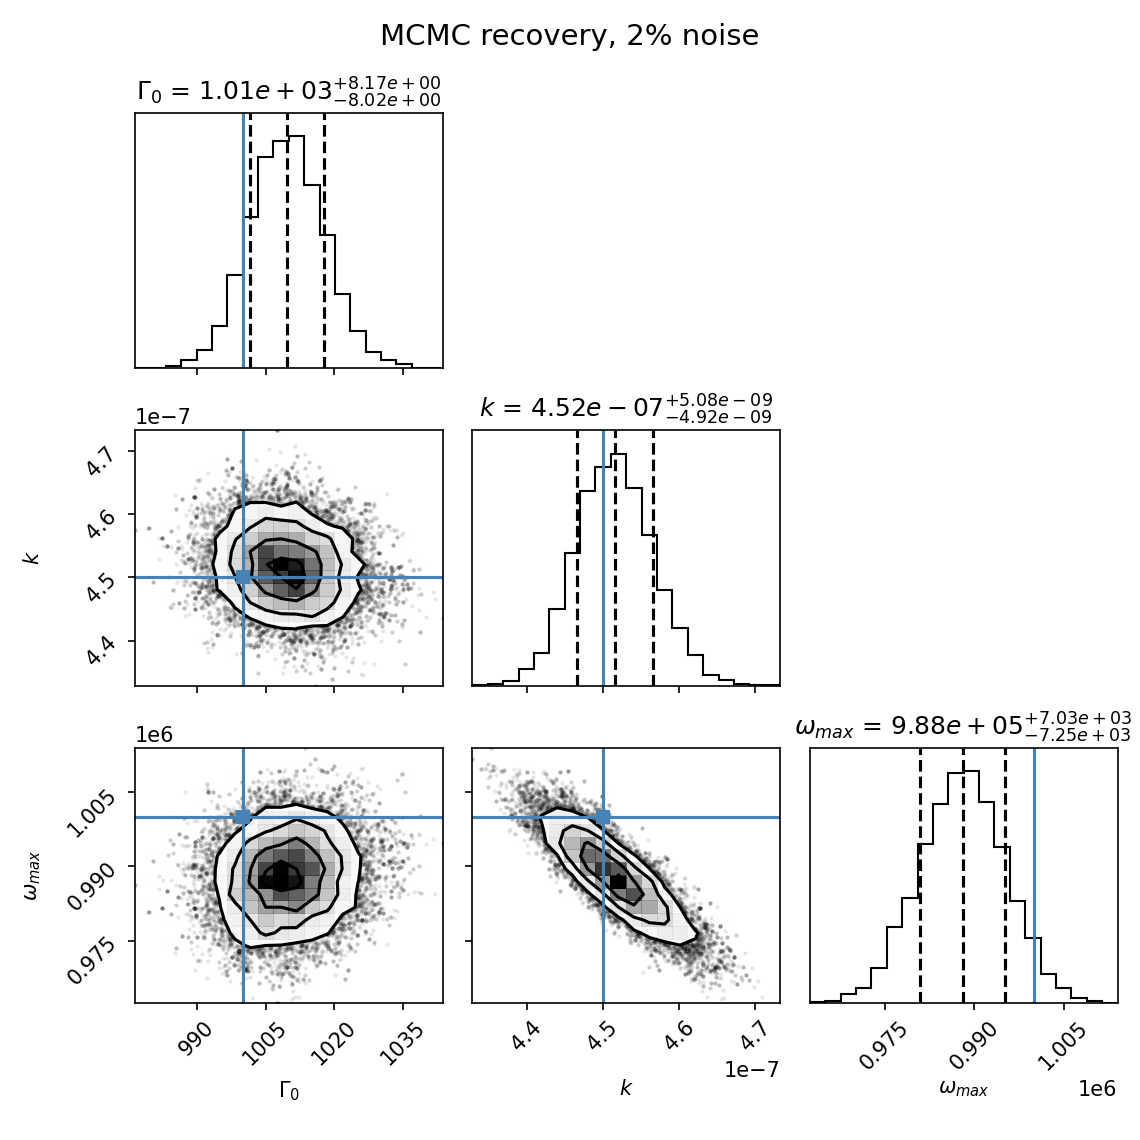 MCMC recovery, 2% noise
Γ₀ = 1.01e + 03 +8.17e + 00 −8.02e + 00
1e−7
k = 4.52e − 07 +5.08e − 09 −4.92e − 09
4.7
4.6
4.5
4.4
k
1e6
ω_max = 9.88e + 05 +7.03e + 03 −7.25e + 03
1.005
0.990
0.975
ω_max
990 1005 1020 1035
4.4 4.5 4.6 4.7
0.975 0.990 1.005
1e−7
1e6
Γ₀
k
ω_max